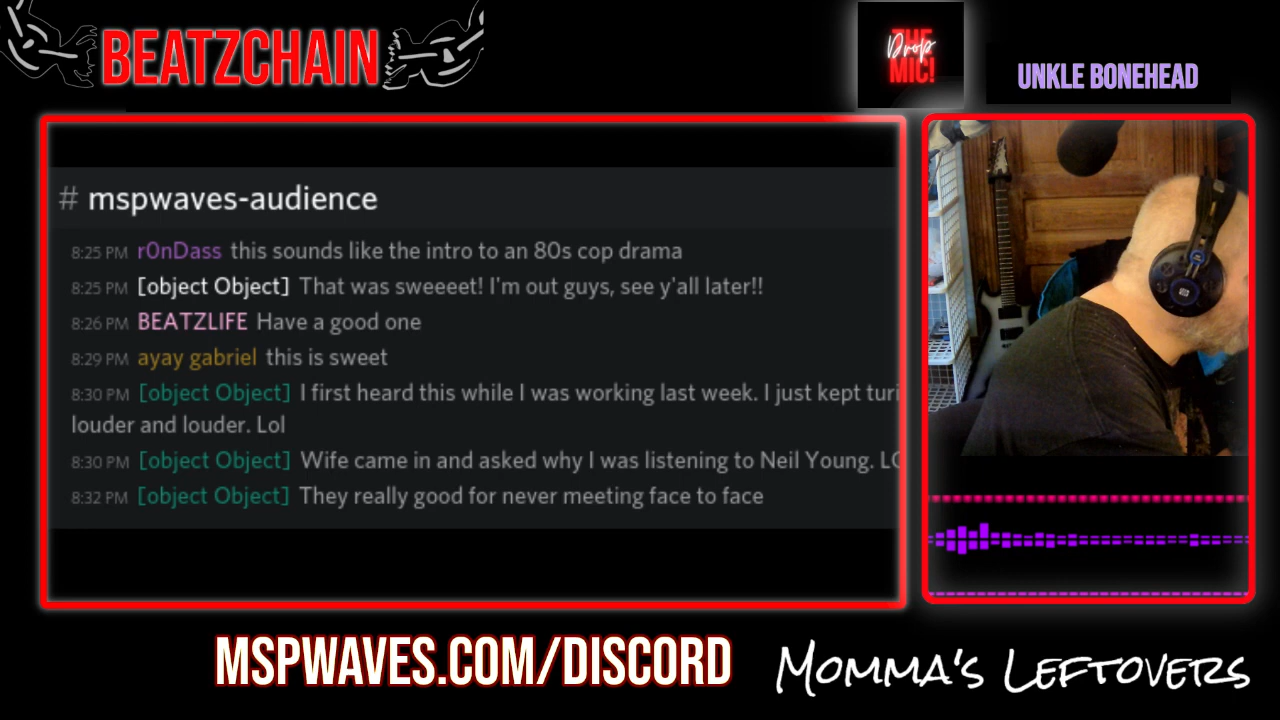 BEATZCHAIN
THE
Drop
MIC!
UNKLE BONEHEAD
# mspwaves-audience
8:25 PM r0nDass this sounds like the intro to an 80s cop drama
8:25 PM [object Object] That was sweeeet! I'm out guys, see y'all later!!
8:26 PM BEATZLIFE Have a good one
8:29 PM ayay gabriel this is sweet
8:30 PM [object Object] I first heard this while I was working last week. I just kept turi
louder and louder. Lol
8:30 PM [object Object] Wife came in and asked why I was listening to Neil Young. LO
8:32 PM [object Object] They really good for never meeting face to face
MSPWAVES.COM/DISCORD
MOMMA'S LEFTOVERS